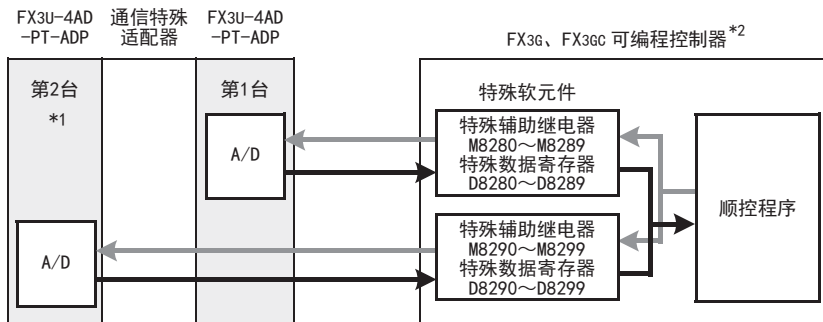 FX3U-4AD
-PT-ADP
通信特殊
适配器
FX3U-4AD
-PT-ADP
FX3G、FX3GC 可编程控制器*2
第2台
*1
第1台
特殊软元件
A/D
特殊辅助继电器
M8280～M8289
特殊数据寄存器
D8280～D8289
顺控程序
A/D
特殊辅助继电器
M8290～M8299
特殊数据寄存器
D8290～D8299